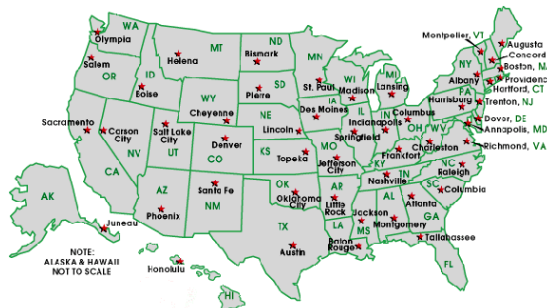 WA
Olympia
Salem
OR
Helena
MT
ND
Bismark
MN
St. Paul
ID
Boise
WY
Cheyenne
SD
Pierre
WI
Madison
MI
Lansing
Montpelier, VT
Augusta
Concord
Boston, MA
Providence
Hartford, CT
NY
Albany
PA
Harrisburg
Trenton, NJ
Dover, DE
Annapolis, MD
Richmond, VA
Sacramento
Carson
City
NV
CA
Salt Lake
City
UT
Denver
CO
NE
Lincoln
IA
Des Moines
IL
Springfield
IN
Indianapolis
OH
Columbus
WV
Charleston
KS
Topeka
MO
Jefferson
City
KY
Frankfort
TN
Nashville
NC
Raleigh
SC
Columbia
AZ
Phoenix
NM
Santa Fe
OK
Oklahoma
City
AR
Little
Rock
TX
Austin
LA
Baton
Rouge
MS
Jackson
AL
Montgomery
GA
Atlanta
Tallahassee
FL
AK
Juneau
Honolulu
HI
NOTE:
ALASKA & HAWAII
NOT TO SCALE